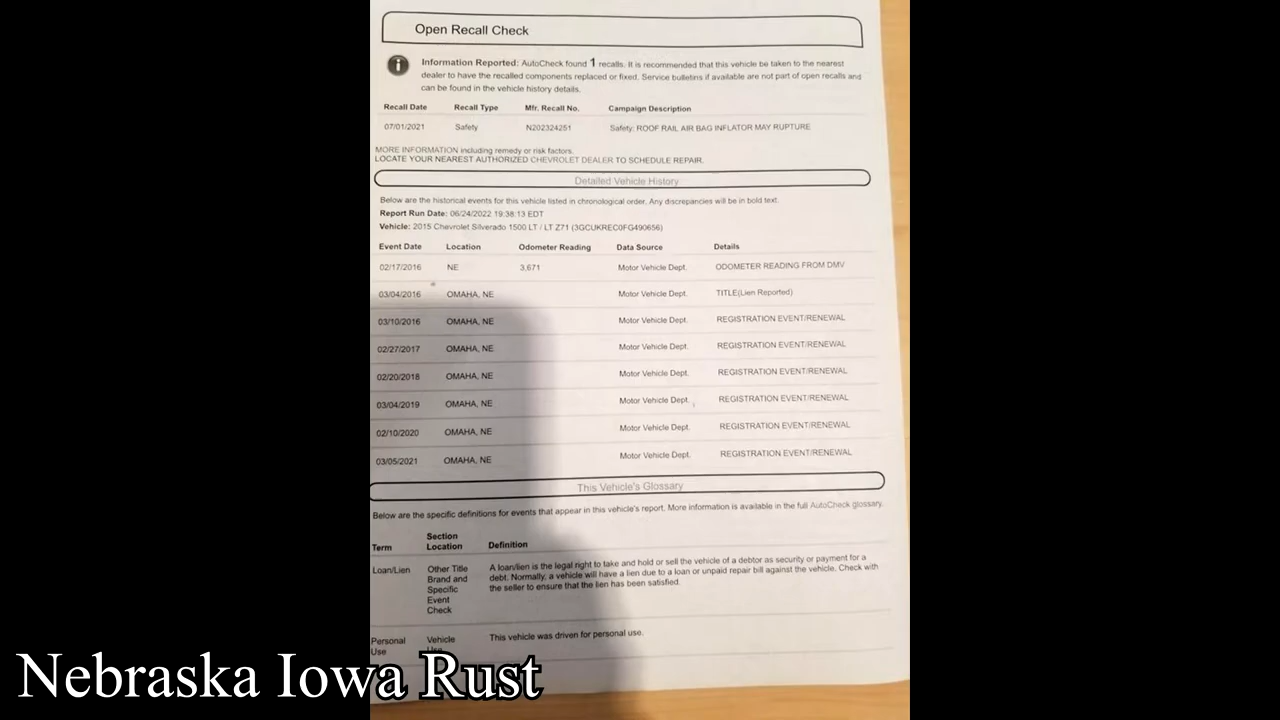 Open Recall Check
Information Reported: AutoCheck found 1 recalls. It is recommended that this vehicle be taken to the nearest
dealer to have the recalled components replaced or fixed. Service bulletins if available are not part of open recalls and
can be found in the vehicle history details.
Recall Date Recall Type Mfr. Recall No. Campaign Description
07/01/2021 Safety N202324251 Safety: ROOF RAIL AIR BAG INFLATOR MAY RUPTURE
MORE INFORMATION including remedy or risk factors.
LOCATE YOUR NEAREST AUTHORIZED CHEVROLET DEALER TO SCHEDULE REPAIR.
Detailed Vehicle History
Below are the historical events for this vehicle listed in chronological order. Any discrepancies will be in bold text.
Report Run Date: 06/24/2022 19:38:13 EDT
Vehicle: 2015 Chevrolet Silverado 1500 LT / LT Z71 (3GCUKREC0FG490656)
Event Date Location Odometer Reading Data Source Details
02/17/2016 NE 3,671 Motor Vehicle Dept. ODOMETER READING FROM DMV
03/04/2016 OMAHA, NE Motor Vehicle Dept. TITLE(Lien Reported)
03/10/2016 OMAHA, NE Motor Vehicle Dept. REGISTRATION EVENT/RENEWAL
02/27/2017 OMAHA, NE Motor Vehicle Dept. REGISTRATION EVENT/RENEWAL
02/20/2018 OMAHA, NE Motor Vehicle Dept. REGISTRATION EVENT/RENEWAL
03/04/2019 OMAHA, NE Motor Vehicle Dept. REGISTRATION EVENT/RENEWAL
02/10/2020 OMAHA, NE Motor Vehicle Dept. REGISTRATION EVENT/RENEWAL
03/05/2021 OMAHA, NE Motor Vehicle Dept. REGISTRATION EVENT/RENEWAL
This Vehicle's Glossary
Below are the specific definitions for events that appear in this vehicle's report. More information is available in the full AutoCheck glossary.
Term Section Location Definition
Loan/Lien Other Title Brand and Specific Event Check A loan/lien is the legal right to take and hold or sell the vehicle of a debtor as security or payment for a
debt. Normally, a vehicle will have a lien due to a loan or unpaid repair bill against the vehicle. Check with
the seller to ensure that the lien has been satisfied.
Personal Use Vehicle Use This vehicle was driven for personal use.
Nebraska Iowa Rust